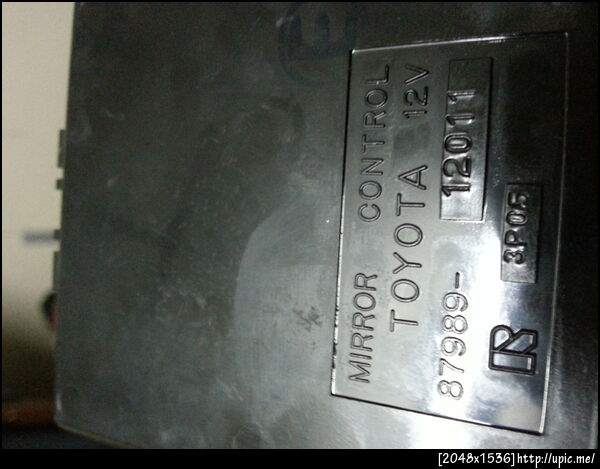 MIRROR CONTROL
TOYOTA 12V
87989-12011
R 3P05
[2048x1536]http://upic.me/